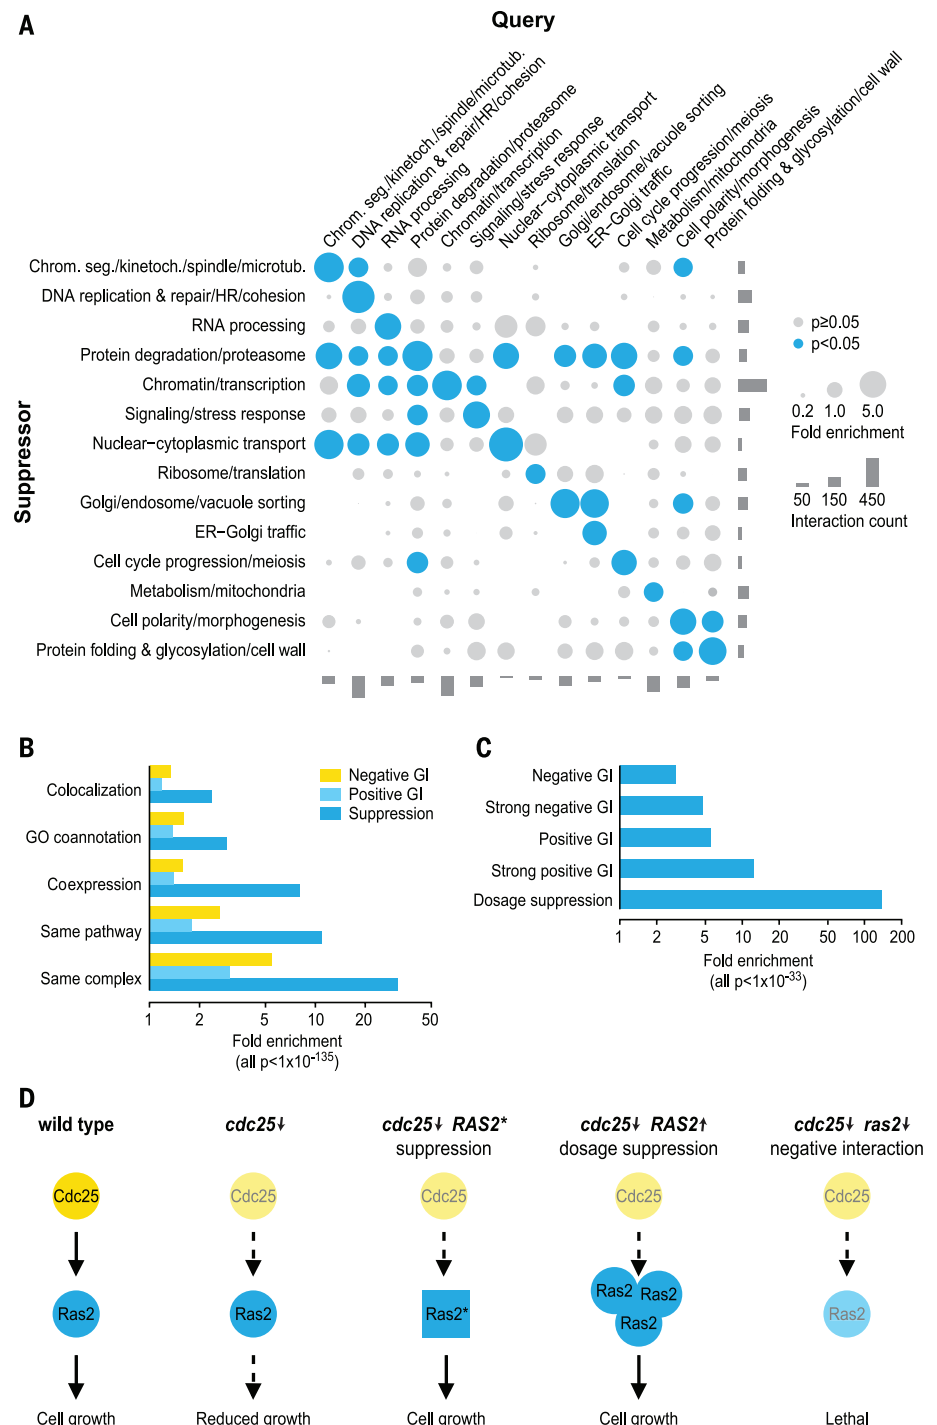 A
Query
Chrom. seg./kinetoch./spindle/microtub.
DNA replication & repair/HR/cohesion
RNA processing
Protein degradation/proteasome
Chromatin/transcription
Signaling/stress response
Nuclear-cytoplasmic transport
Ribosome/translation
Golgi/endosome/vacuole sorting
ER-Golgi traffic
Cell cycle progression/meiosis
Metabolism/mitochondria
Cell polarity/morphogenesis
Protein folding & glycosylation/cell wall
Suppressor
Chrom. seg./kinetoch./spindle/microtub.
DNA replication & repair/HR/cohesion
RNA processing
Protein degradation/proteasome
Chromatin/transcription
Signaling/stress response
Nuclear-cytoplasmic transport
Ribosome/translation
Golgi/endosome/vacuole sorting
ER-Golgi traffic
Cell cycle progression/meiosis
Metabolism/mitochondria
Cell polarity/morphogenesis
Protein folding & glycosylation/cell wall
p≥0.05
p<0.05
0.2 1.0 5.0
Fold enrichment
50 150 450
Interaction count
B
Negative GI
Positive GI
Suppression
Colocalization
GO coannotation
Coexpression
Same pathway
Same complex
1 2 5 10 20 50
Fold enrichment
(all p<1x10⁻¹³⁵)
C
Negative GI
Strong negative GI
Positive GI
Strong positive GI
Dosage suppression
1 2 5 10 20 50 100 200
Fold enrichment
(all p<1x10⁻³³)
D
wild type
cdc25↓
cdc25↓ RAS2*
suppression
cdc25↓ RAS2↑
dosage suppression
cdc25↓ ras2↓
negative interaction
Cdc25 Cdc25 Cdc25 Cdc25 Cdc25
Ras2 Ras2 Ras2* Ras2 Ras2 Ras2 Ras2
Cell growth Reduced growth Cell growth Cell growth Lethal